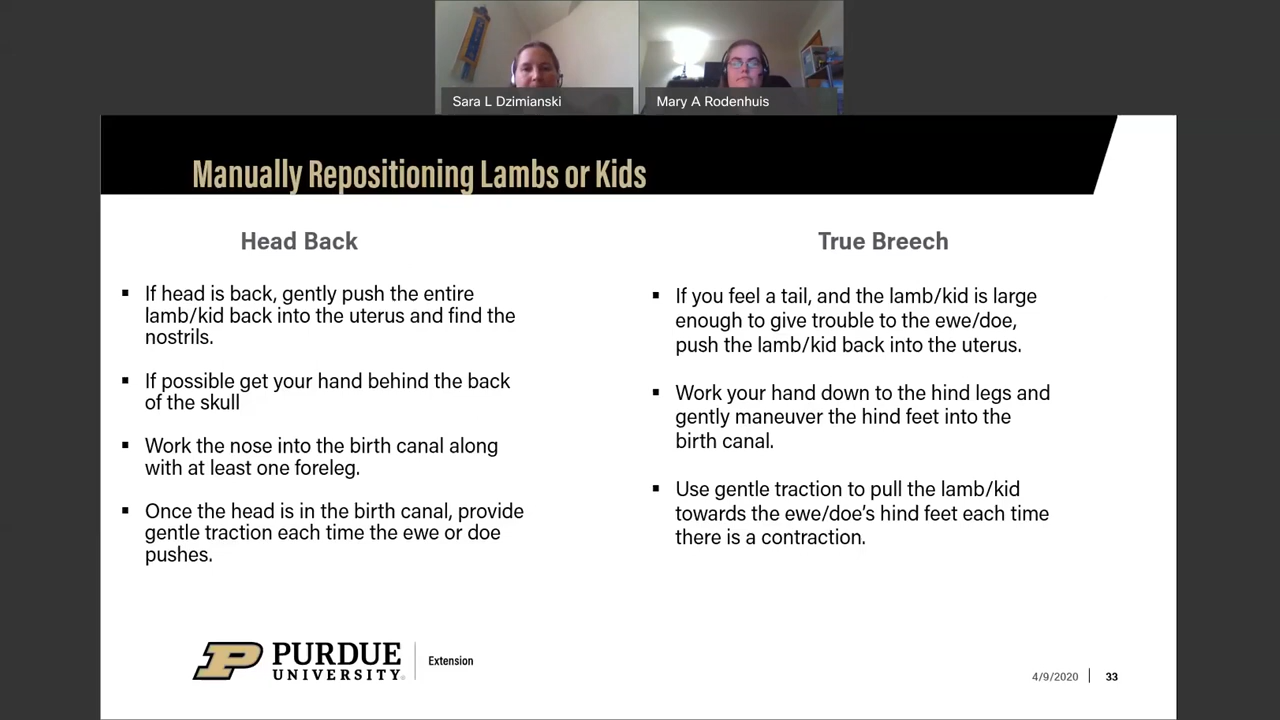 Sara L Dzimianski
Mary A Rodenhuis
Manually Repositioning Lambs or Kids
Head Back
▪ If head is back, gently push the entire
lamb/kid back into the uterus and find the
nostrils.
▪ If possible get your hand behind the back
of the skull
▪ Work the nose into the birth canal along
with at least one foreleg.
▪ Once the head is in the birth canal, provide
gentle traction each time the ewe or doe
pushes.
True Breech
▪ If you feel a tail, and the lamb/kid is large
enough to give trouble to the ewe/doe,
push the lamb/kid back into the uterus.
▪ Work your hand down to the hind legs and
gently maneuver the hind feet into the
birth canal.
▪ Use gentle traction to pull the lamb/kid
towards the ewe/doe’s hind feet each time
there is a contraction.
P PURDUE
UNIVERSITY®
Extension
4/9/2020 | 33